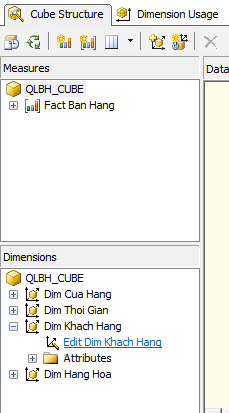 Cube Structure
Dimension Usage
Measures
Data
QLBH_CUBE
Fact Ban Hang
Dimensions
QLBH_CUBE
Dim Cua Hang
Dim Thoi Gian
Dim Khach Hang
Edit Dim Khach Hang
Attributes
Dim Hang Hoa